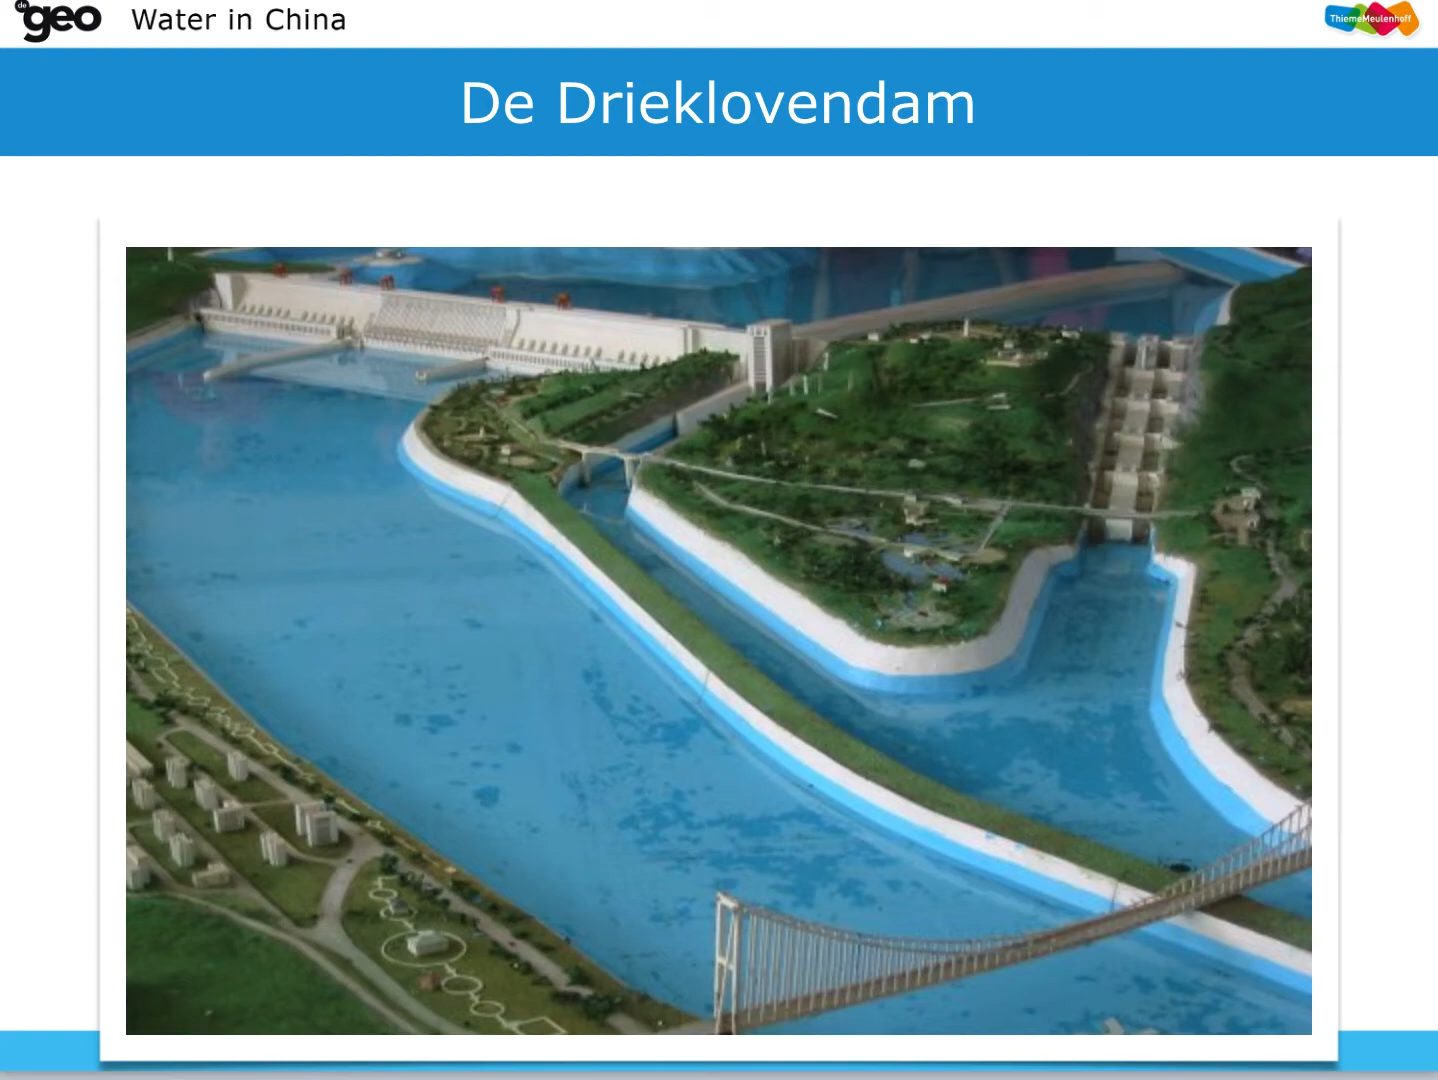 de
geo
Water in China
ThiemeMeulenhoff
De Drieklovendam